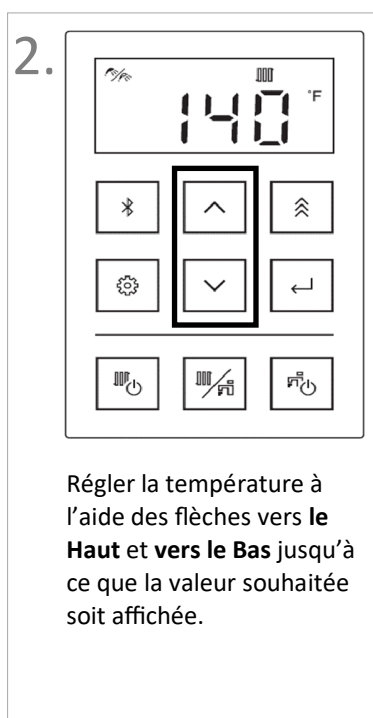 2.
140 °F
Régler la température à
l’aide des flèches vers le
Haut et vers le Bas jusqu’à
ce que la valeur souhaitée
soit affichée.